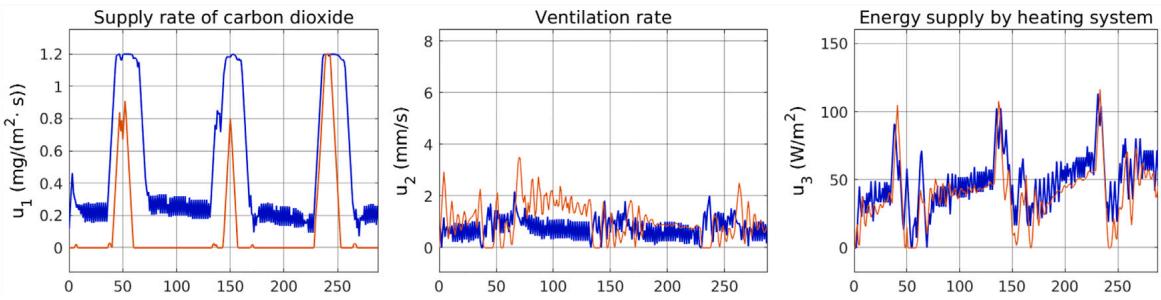 Supply rate of carbon dioxide
u1 (mg/(m2· s))
1.2
1
0.8
0.6
0.4
0.2
0
0 50 100 150 200 250
Ventilation rate
u2 (mm/s)
8
6
4
2
0
0 50 100 150 200 250
Energy supply by heating system
u3 (W/m2)
150
100
50
0
0 50 100 150 200 250